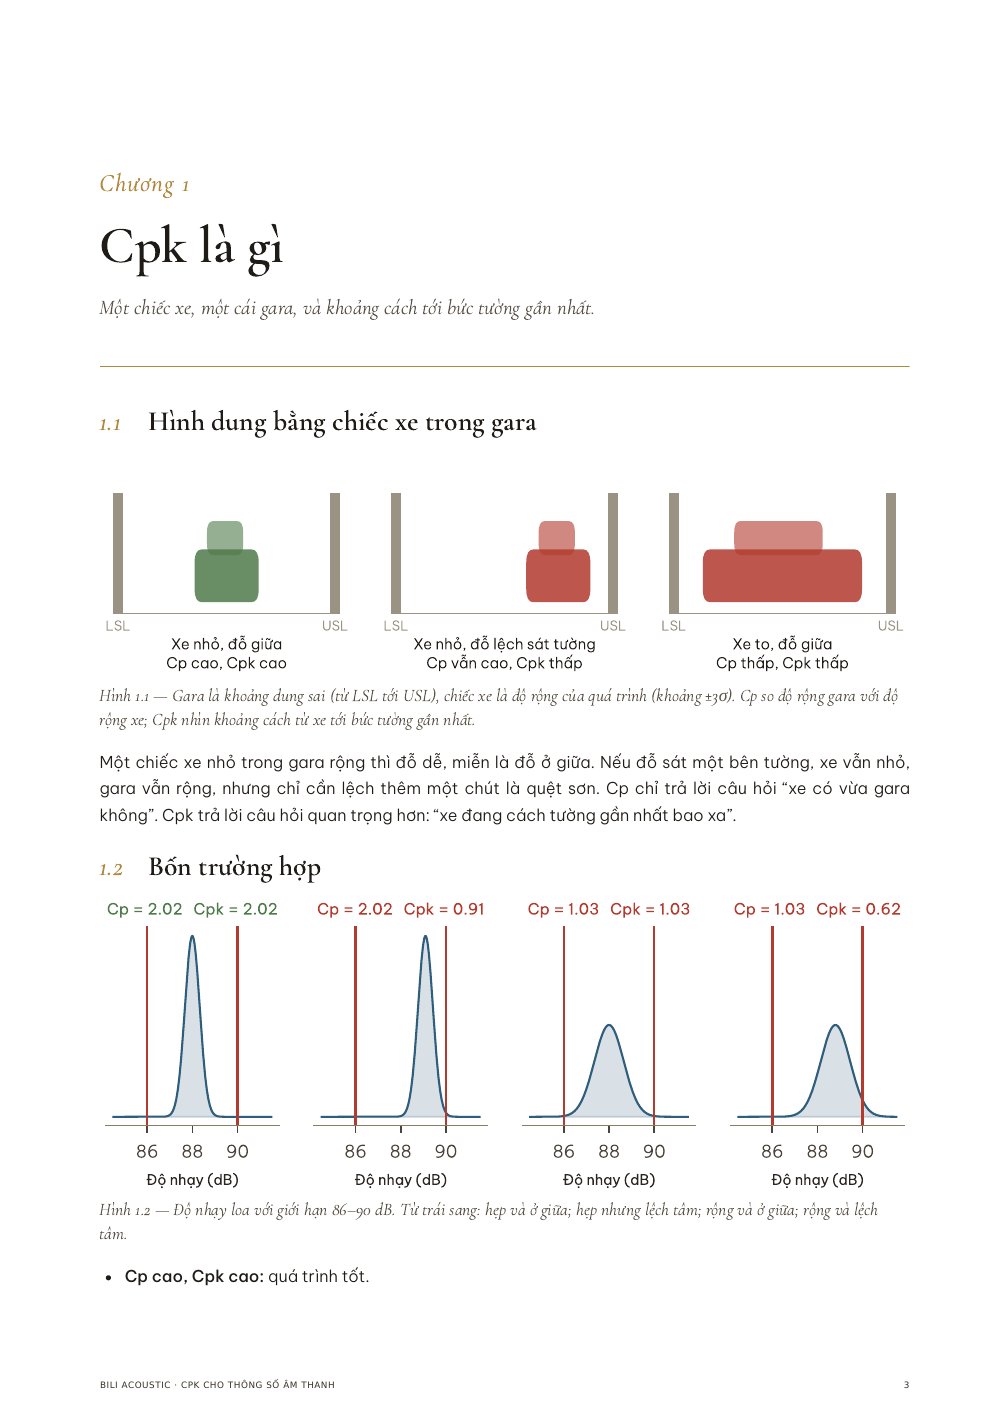 Chương 1
Cpk là gì
Một chiếc xe, một cái gara, và khoảng cách tới bức tường gần nhất.
1.1 Hình dung bằng chiếc xe trong gara
LSL USL LSL USL LSL USL
Xe nhỏ, đỗ giữa
Cp cao, Cpk cao
Xe nhỏ, đỗ lệch sát tường
Cp vẫn cao, Cpk thấp
Xe to, đỗ giữa
Cp thấp, Cpk thấp
Hình 1.1 — Gara là khoảng dung sai (từ LSL tới USL), chiếc xe là độ rộng của quá trình (khoảng ±3σ). Cp so độ rộng gara với độ
rộng xe; Cpk nhìn khoảng cách từ xe tới bức tường gần nhất.
Một chiếc xe nhỏ trong gara rộng thì đỗ dễ, miễn là đỗ ở giữa. Nếu đỗ sát một bên tường, xe vẫn nhỏ,
gara vẫn rộng, nhưng chỉ cần lệch thêm một chút là quệt sơn. Cp chỉ trả lời câu hỏi “xe có vừa gara
không”. Cpk trả lời câu hỏi quan trọng hơn: “xe đang cách tường gần nhất bao xa”.
1.2 Bốn trường hợp
Cp = 2.02 Cpk = 2.02
86 88 90
Độ nhạy (dB)
Cp = 2.02 Cpk = 0.91
86 88 90
Độ nhạy (dB)
Cp = 1.03 Cpk = 1.03
86 88 90
Độ nhạy (dB)
Cp = 1.03 Cpk = 0.62
86 88 90
Độ nhạy (dB)
Hình 1.2 — Độ nhạy loa với giới hạn 86–90 dB. Từ trái sang: hẹp và ở giữa; hẹp nhưng lệch tâm; rộng và ở giữa; rộng và lệch
tâm.
• Cp cao, Cpk cao: quá trình tốt.
BILI ACOUSTIC · CPK CHO THÔNG SỐ ÂM THANH 3